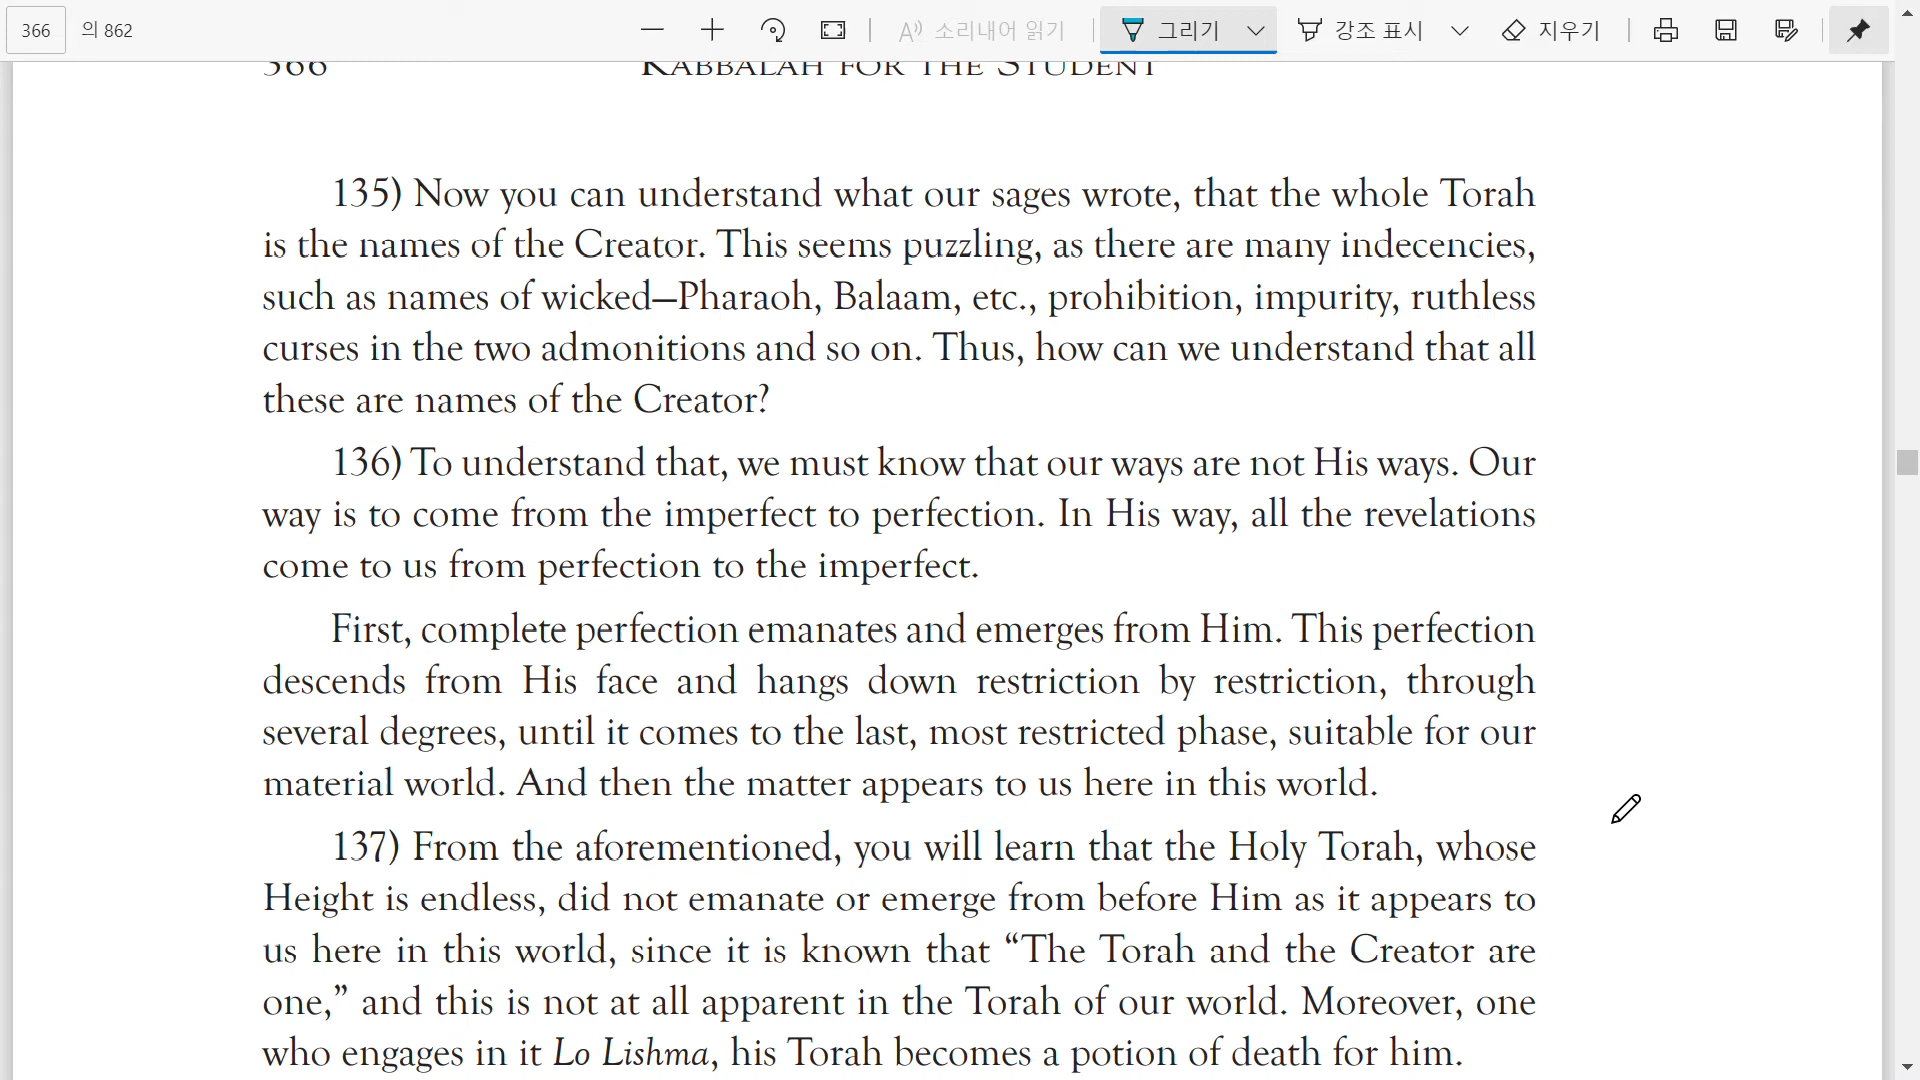 366 의 862 소리내어 읽기 그리기 강조 표시 지우기
366 KABBALAH FOR THE STUDENT
135) Now you can understand what our sages wrote, that the whole Torah
is the names of the Creator. This seems puzzling, as there are many indecencies,
such as names of wicked—Pharaoh, Balaam, etc., prohibition, impurity, ruthless
curses in the two admonitions and so on. Thus, how can we understand that all
these are names of the Creator?
136) To understand that, we must know that our ways are not His ways. Our
way is to come from the imperfect to perfection. In His way, all the revelations
come to us from perfection to the imperfect.
First, complete perfection emanates and emerges from Him. This perfection
descends from His face and hangs down restriction by restriction, through
several degrees, until it comes to the last, most restricted phase, suitable for our
material world. And then the matter appears to us here in this world.
137) From the aforementioned, you will learn that the Holy Torah, whose
Height is endless, did not emanate or emerge from before Him as it appears to
us here in this world, since it is known that “The Torah and the Creator are
one,” and this is not at all apparent in the Torah of our world. Moreover, one
who engages in it Lo Lishma, his Torah becomes a potion of death for him.